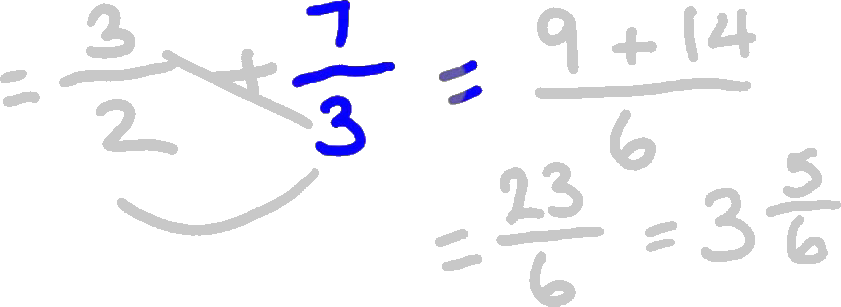 = 3/2 + 7/3 = (9 + 14)/6
= 23/6 = 3 5/6